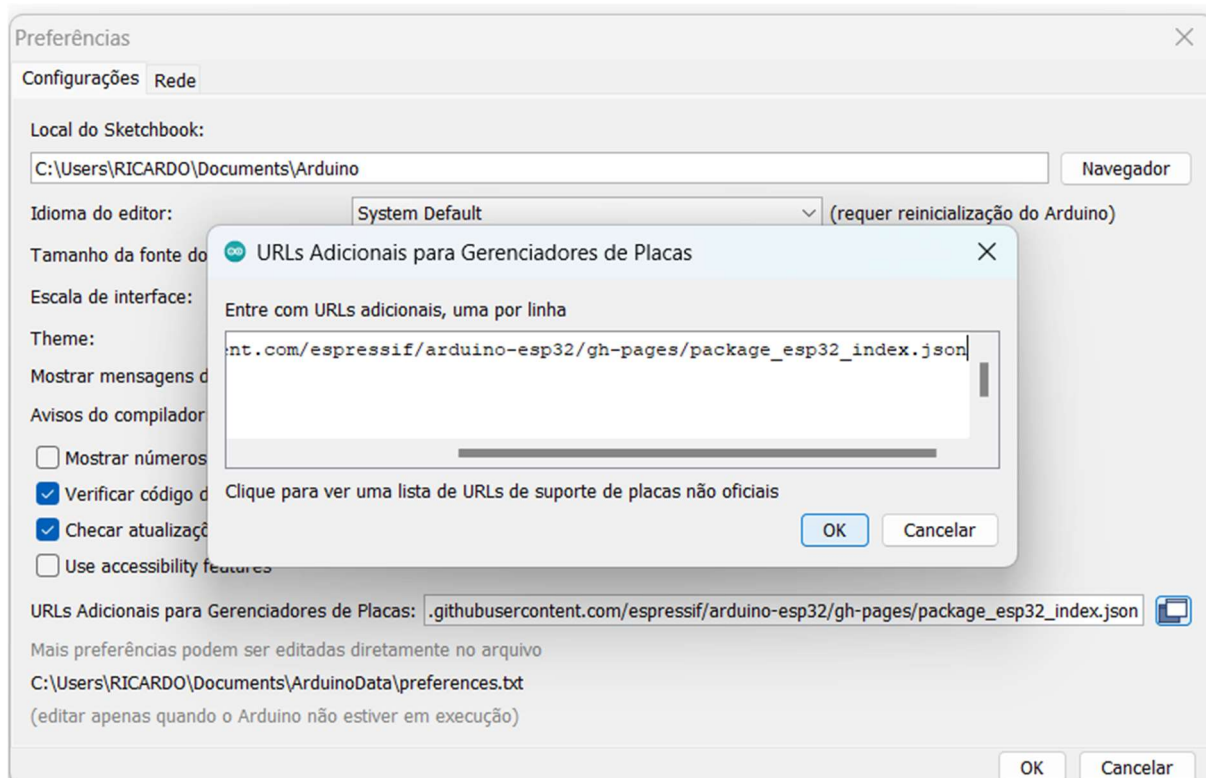 Preferências
Configurações Rede
Local do Sketchbook:
C:\Users\RICARDO\Documents\Arduino Navegador
Idioma do editor: System Default (requer reinicialização do Arduino)
Tamanho da fonte do
URLs Adicionais para Gerenciadores de Placas
Escala de interface:
Entre com URLs adicionais, uma por linha
Theme:
nt.com/espressif/arduino-esp32/gh-pages/package_esp32_index.json
Mostrar mensagens d
Avisos do compilador
Mostrar números
Verificar código d
Clique para ver uma lista de URLs de suporte de placas não oficiais
Checar atualizaçõ
OK Cancelar
Use accessibility features
URLs Adicionais para Gerenciadores de Placas: .githubusercontent.com/espressif/arduino-esp32/gh-pages/package_esp32_index.json
Mais preferências podem ser editadas diretamente no arquivo
C:\Users\RICARDO\Documents\ArduinoData\preferences.txt
(editar apenas quando o Arduino não estiver em execução)
OK Cancelar